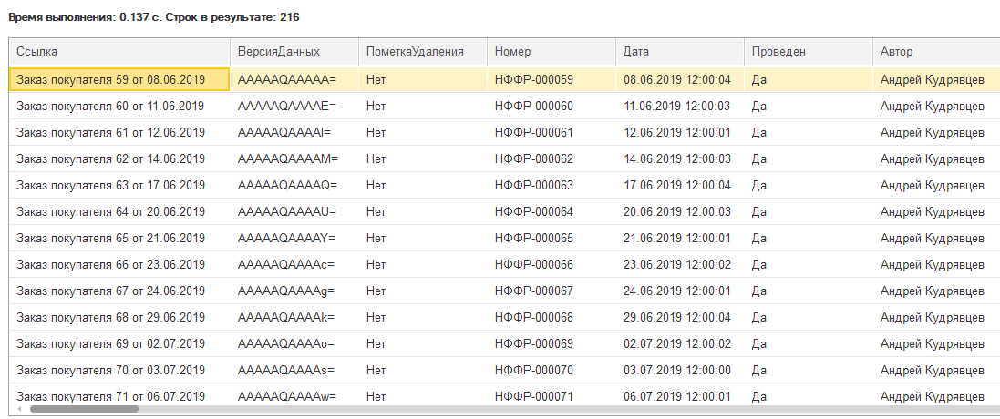 Время выполнения: 0.137 с. Строк в результате: 216
Ссылка ВерсияДанных ПометкаУдаления Номер Дата Проведен Автор
Заказ покупателя 59 от 08.06.2019 AAAAAQAAAAA= Нет НФФР-000059 08.06.2019 12:00:04 Да Андрей Кудрявцев
Заказ покупателя 60 от 11.06.2019 AAAAAQAAAAE= Нет НФФР-000060 11.06.2019 12:00:03 Да Андрей Кудрявцев
Заказ покупателя 61 от 12.06.2019 AAAAAQAAAAI= Нет НФФР-000061 12.06.2019 12:00:01 Да Андрей Кудрявцев
Заказ покупателя 62 от 14.06.2019 AAAAAQAAAAM= Нет НФФР-000062 14.06.2019 12:00:03 Да Андрей Кудрявцев
Заказ покупателя 63 от 17.06.2019 AAAAAQAAAAQ= Нет НФФР-000063 17.06.2019 12:00:04 Да Андрей Кудрявцев
Заказ покупателя 64 от 20.06.2019 AAAAAQAAAAU= Нет НФФР-000064 20.06.2019 12:00:03 Да Андрей Кудрявцев
Заказ покупателя 65 от 21.06.2019 AAAAAQAAAAY= Нет НФФР-000065 21.06.2019 12:00:01 Да Андрей Кудрявцев
Заказ покупателя 66 от 23.06.2019 AAAAAQAAAAc= Нет НФФР-000066 23.06.2019 12:00:02 Да Андрей Кудрявцев
Заказ покупателя 67 от 24.06.2019 AAAAAQAAAAg= Нет НФФР-000067 24.06.2019 12:00:01 Да Андрей Кудрявцев
Заказ покупателя 68 от 29.06.2019 AAAAAQAAAAk= Нет НФФР-000068 29.06.2019 12:00:04 Да Андрей Кудрявцев
Заказ покупателя 69 от 02.07.2019 AAAAAQAAAAo= Нет НФФР-000069 02.07.2019 12:00:02 Да Андрей Кудрявцев
Заказ покупателя 70 от 03.07.2019 AAAAAQAAAAs= Нет НФФР-000070 03.07.2019 12:00:00 Да Андрей Кудрявцев
Заказ покупателя 71 от 06.07.2019 AAAAAQAAAAw= Нет НФФР-000071 06.07.2019 12:00:01 Да Андрей Кудрявцев